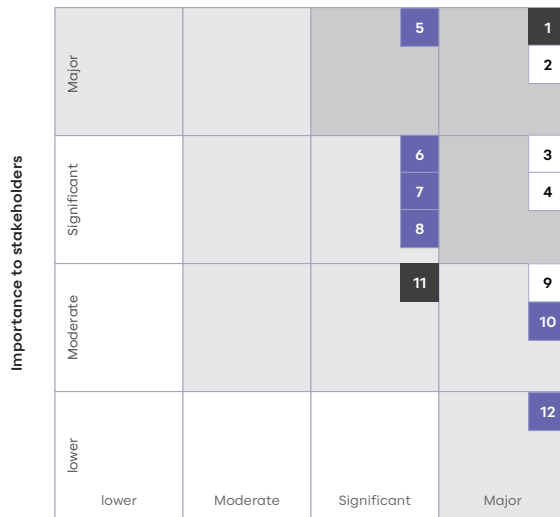 Importance to stakeholders
Major
5
1
2
Significant
6
3
7
4
8
Moderate
11
9
10
lower
12
lower
Moderate
Significant
Major